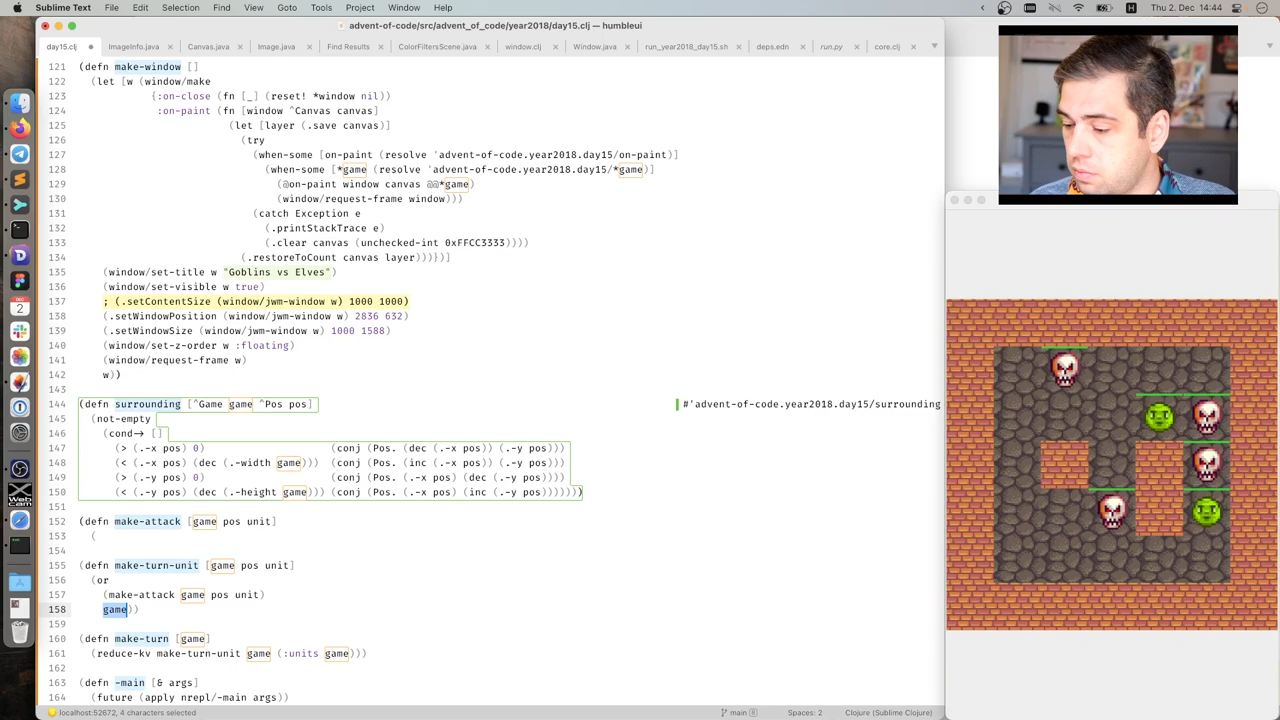 Sublime Text File Edit Selection Find View Goto Tools Project Window Help
Thu 2. Dec 14:44
advent-of-code/src/advent_of_code/year2018/day15.clj — humbleui
day15.clj ImageInfo.java Canvas.java Image.java Find Results ColorFiltersScene.java window.clj Window.java run_year2018_day15.sh deps.edn run.py core.clj
121 (defn make-window []
122 (let [w (window/make
123 {:on-close (fn [_] (reset! *window nil))
124 :on-paint (fn [window ^Canvas canvas]
125 (let [layer (.save canvas)]
126 (try
127 (when-some [on-paint (resolve 'advent-of-code.year2018.day15/on-paint)]
128 (when-some [*game (resolve 'advent-of-code.year2018.day15/*game)]
129 (@on-paint window canvas @@*game)
130 (window/request-frame window)))
131 (catch Exception e
132 (.printStackTrace e)
133 (.clear canvas (unchecked-int 0xFFCC3333))))
134 (.restoreToCount canvas layer)))})]
135 (window/set-title w "Goblins vs Elves")
136 (window/set-visible w true)
137 ; (.setContentSize (window/jwm-window w) 1000 1000)
138 (.setWindowPosition (window/jwm-window w) 2836 632)
139 (.setWindowSize (window/jwm-window w) 1000 1588)
140 (window/set-z-order w :floating)
141 (window/request-frame w)
142 w))
143
144 (defn surrounding [^Game game ^Pos pos] #'advent-of-code.year2018.day15/surrounding
145 (not-empty
146 (cond-> []
147 (> (.-x pos) 0) (conj (Pos. (dec (.-x pos)) (.-y pos)))
148 (< (.-x pos) (dec (.-width game))) (conj (Pos. (inc (.-x pos)) (.-y pos)))
149 (> (.-y pos) 0) (conj (Pos. (.-x pos) (dec (.-y pos))))
150 (< (.-y pos) (dec (.-height game))) (conj (Pos. (.-x pos) (inc (.-y pos)))))))
151
152 (defn make-attack [game pos unit]
153 (
154
155 (defn make-turn-unit [game pos unit]
156 (or
157 (make-attack game pos unit)
158 game))
159
160 (defn make-turn [game]
161 (reduce-kv make-turn-unit game (:units game)))
162
163 (defn -main [& args]
164 (future (apply nrepl/-main args))
localhost:52672, 4 characters selected main 6 Spaces: 2 Clojure (Sublime Clojure)
DEC
2